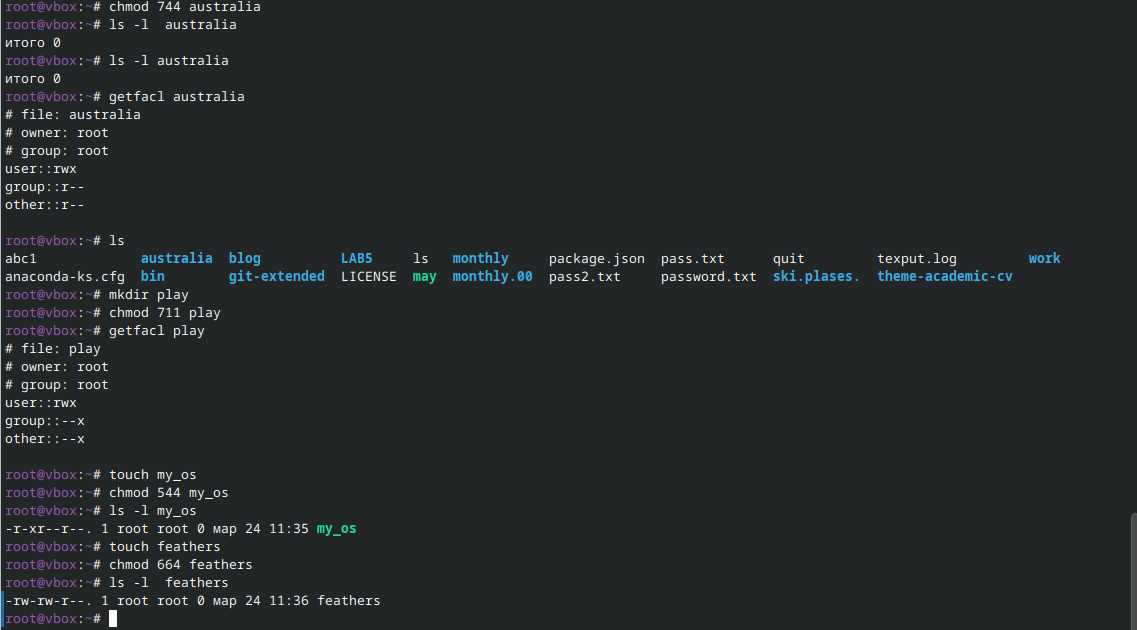 root@vbox:~# chmod 744 australia
root@vbox:~# ls -l  australia
итого 0
root@vbox:~# ls -l australia
итого 0
root@vbox:~# getfacl australia
# file: australia
# owner: root
# group: root
user::rwx
group::r--
other::r--
root@vbox:~# ls
abc1 australia blog LAB5 ls monthly package.json pass.txt quit texput.log work
anaconda-ks.cfg bin git-extended LICENSE may monthly.00 pass2.txt password.txt ski.plases. theme-academic-cv
root@vbox:~# mkdir play
root@vbox:~# chmod 711 play
root@vbox:~# getfacl play
# file: play
# owner: root
# group: root
user::rwx
group::--x
other::--x
root@vbox:~# touch my_os
root@vbox:~# chmod 544 my_os
root@vbox:~# ls -l my_os
-r-xr--r--. 1 root root 0 мар 24 11:35 my_os
root@vbox:~# touch feathers
root@vbox:~# chmod 664 feathers
root@vbox:~# ls -l  feathers
-rw-rw-r--. 1 root root 0 мар 24 11:36 feathers
root@vbox:~#